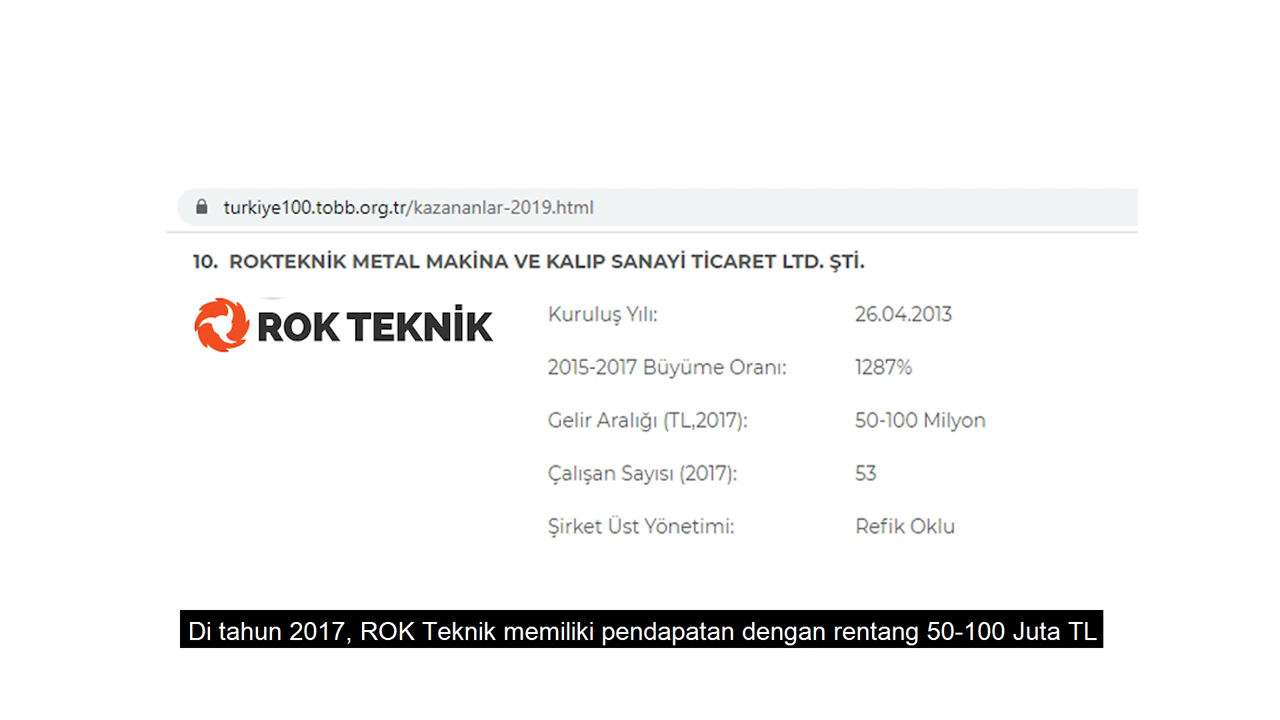 turkiye100.tobb.org.tr/kazananlar-2019.html
10. ROKTEKNİK METAL MAKİNA VE KALIP SANAYİ TİCARET LTD. ŞTİ.
ROK TEKNİK
Kuruluş Yılı: 26.04.2013
2015-2017 Büyüme Oranı: 1287%
Gelir Aralığı (TL,2017): 50-100 Milyon
Çalışan Sayısı (2017): 53
Şirket Üst Yönetimi: Refik Oklu
Di tahun 2017, ROK Teknik memiliki pendapatan dengan rentang 50-100 Juta TL